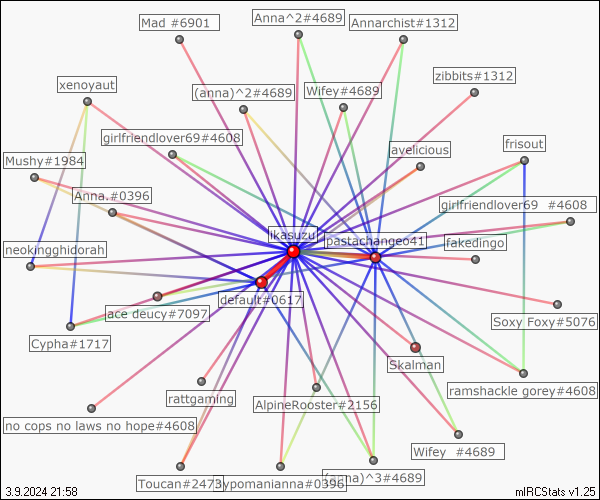 Mad #6901
Anna^2#4689
Annarchist#1312
zibbits#1312
xenoyaut
(anna)^2#4689
Wifey#4689
girlfriendlover69#4608
avelicious
frisout
Mushy#1984
Anna.#0396
girlfriendlover69 #4608
ikasuzu
pastacnange641
fakedingo
neokingghidorah
default#0617
ace deucy#7097
Soxy Foxy#5076
Cypha#1717
Skalman
rattgaming
ramshackle gorey#4608
AlpineRooster#2156
no cops no laws no hope#4608
Wifey #4689
Toucan#2473
hypomanianna#0396
(anna)^3#4689
3.9.2024 21:58
mIRCStats v1.25